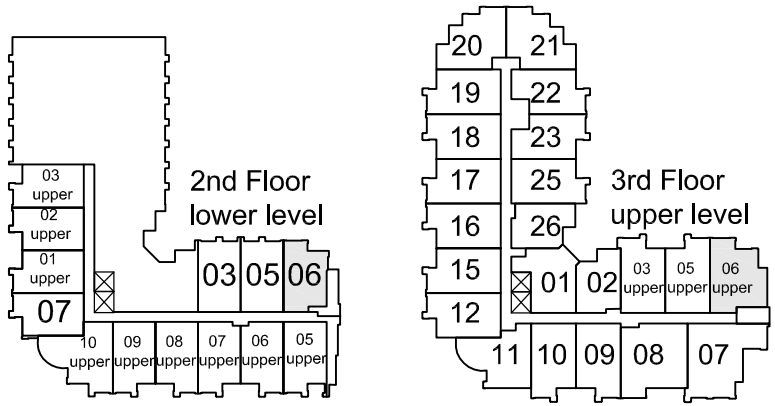 03
upper
02
upper
01
upper
07
2nd Floor
lower level
03
05
06
10
upper
09
upper
08
upper
07
upper
06
upper
05
upper
20
21
19
22
18
23
17
25
16
26
15
12
3rd Floor
upper level
01
02
03
upper
05
upper
06
upper
11
10
09
08
07